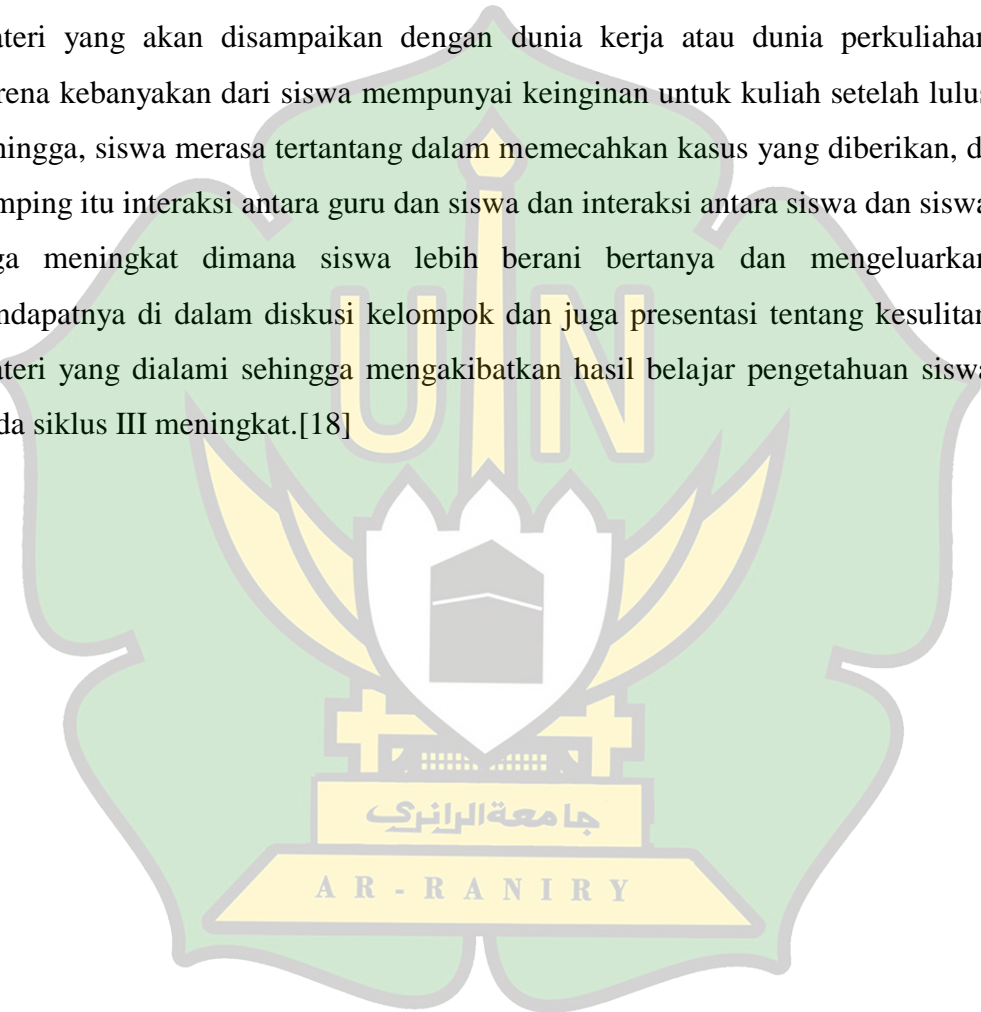 ateri yang akan disampaikan dengan dunia kerja atau dunia perkuliahan
rena kebanyakan dari siswa mempunyai keinginan untuk kuliah setelah lulus
hingga, siswa merasa tertantang dalam memecahkan kasus yang diberikan, d
mping itu interaksi antara guru dan siswa dan interaksi antara siswa dan siswa
ga meningkat dimana siswa lebih berani bertanya dan mengeluarkan
ndapatnya di dalam diskusi kelompok dan juga presentasi tentang kesulitan
ateri yang dialami sehingga mengakibatkan hasil belajar pengetahuan siswa
da siklus III meningkat.[18]
UIN
جامعة الرانري
AR-RANIRY